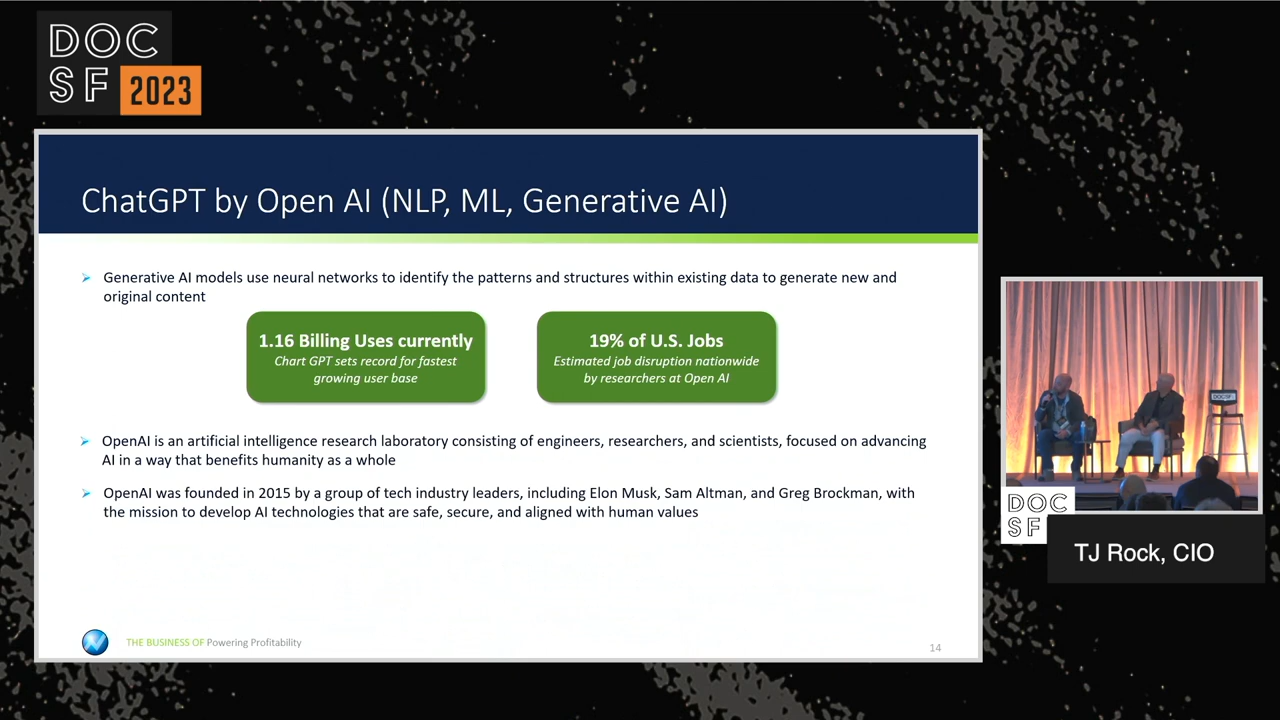 DOC
SF 2023
ChatGPT by Open AI (NLP, ML, Generative AI)
Generative AI models use neural networks to identify the patterns and structures within existing data to generate new and
original content
1.16 Billing Uses currently
Chart GPT sets record for fastest
growing user base
19% of U.S. Jobs
Estimated job disruption nationwide
by researchers at Open AI
OpenAI is an artificial intelligence research laboratory consisting of engineers, researchers, and scientists, focused on advancing
AI in a way that benefits humanity as a whole
OpenAI was founded in 2015 by a group of tech industry leaders, including Elon Musk, Sam Altman, and Greg Brockman, with
the mission to develop AI technologies that are safe, secure, and aligned with human values
THE BUSINESS OF Powering Profitability
14
DOCSF
DOC
SF
TJ Rock, CIO